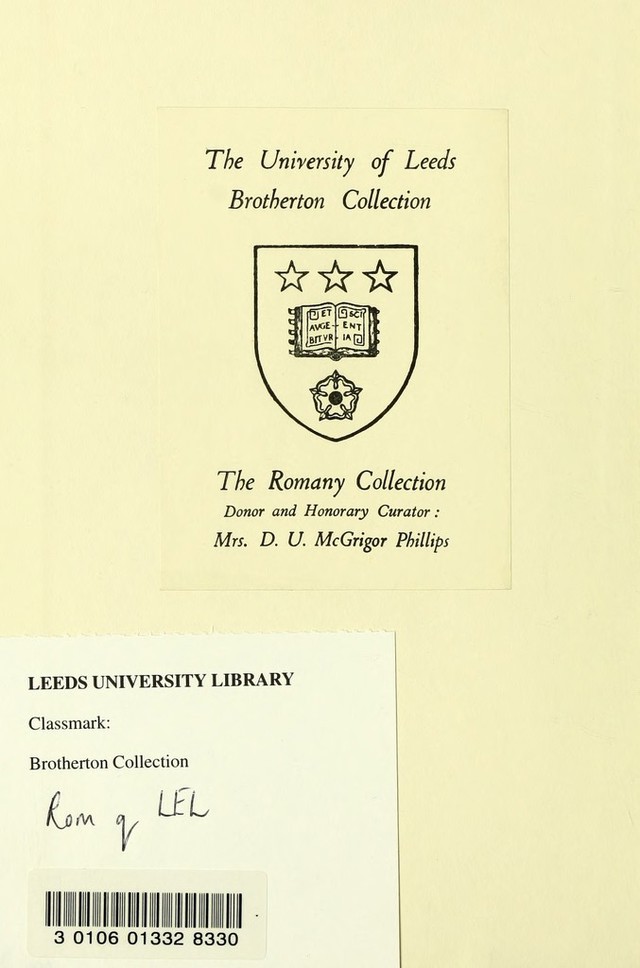 The University of Leeds
Brotherton Collection
ET
AVGE
BITVR
&SCI
ENT
IA
The Romany Collection
Donor and Honorary Curator :
Mrs. D. U. McGrigor Phillips
LEEDS UNIVERSITY LIBRARY
Classmark:
Brotherton Collection
Rom q LEL
3 0106 01332 8330